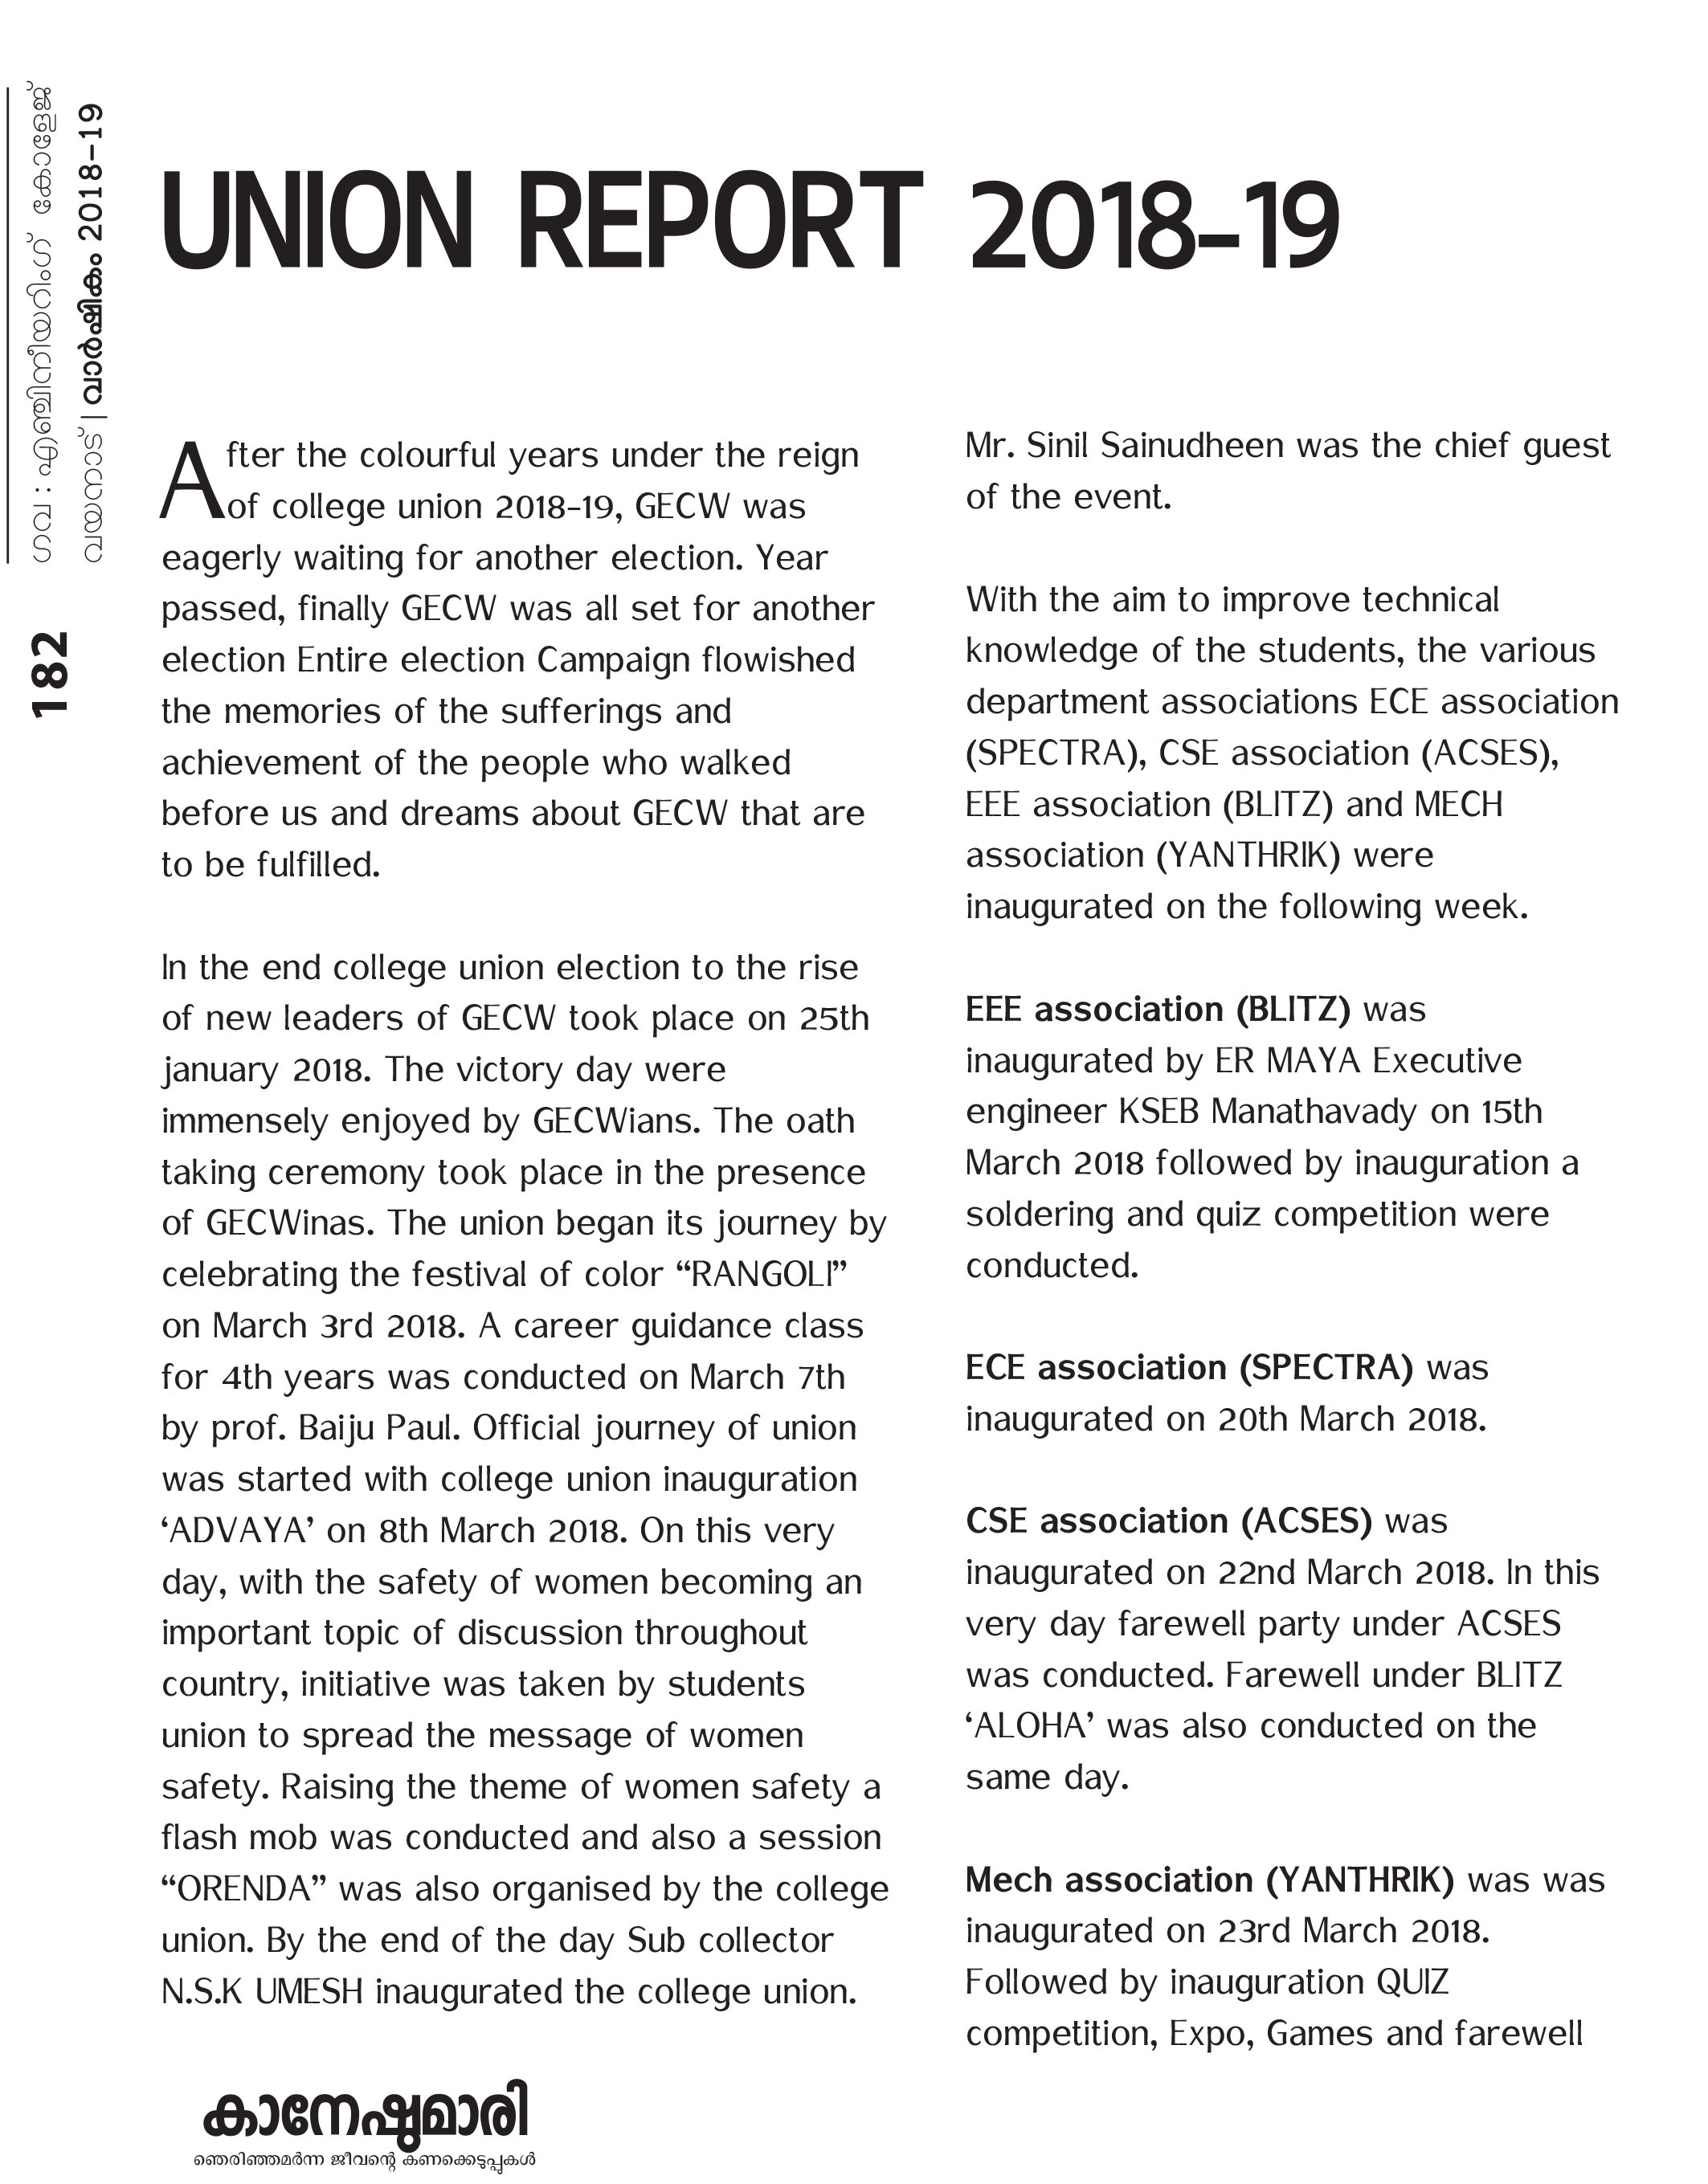 ഗവ : എഞ്ചിനീയറിംഗ് കോളേജ്
വയനാട് | വാർഷികം 2018-19
182
UNION REPORT 2018-19
After the colourful years under the reign
of college union 2018-19, GECW was
eagerly waiting for another election. Year
passed, finally GECW was all set for another
election Entire election Campaign flowished
the memories of the sufferings and
achievement of the people who walked
before us and dreams about GECW that are
to be fulfilled.
In the end college union election to the rise
of new leaders of GECW took place on 25th
january 2018. The victory day were
immensely enjoyed by GECWians. The oath
taking ceremony took place in the presence
of GECWinas. The union began its journey by
celebrating the festival of color “RANGOLI”
on March 3rd 2018. A career guidance class
for 4th years was conducted on March 7th
by prof. Baiju Paul. Official journey of union
was started with college union inauguration
‘ADVAYA’ on 8th March 2018. On this very
day, with the safety of women becoming an
important topic of discussion throughout
country, initiative was taken by students
union to spread the message of women
safety. Raising the theme of women safety a
flash mob was conducted and also a session
“ORENDA” was also organised by the college
union. By the end of the day Sub collector
N.S.K UMESH inaugurated the college union.
Mr. Sinil Sainudheen was the chief guest
of the event.
With the aim to improve technical
knowledge of the students, the various
department associations ECE association
(SPECTRA), CSE association (ACSES),
EEE association (BLITZ) and MECH
association (YANTHRIK) were
inaugurated on the following week.
EEE association (BLITZ) was
inaugurated by ER MAYA Executive
engineer KSEB Manathavady on 15th
March 2018 followed by inauguration a
soldering and quiz competition were
conducted.
ECE association (SPECTRA) was
inaugurated on 20th March 2018.
CSE association (ACSES) was
inaugurated on 22nd March 2018. In this
very day farewell party under ACSES
was conducted. Farewell under BLITZ
‘ALOHA’ was also conducted on the
same day.
Mech association (YANTHRIK) was was
inaugurated on 23rd March 2018.
Followed by inauguration QUIZ
competition, Expo, Games and farewell
കാനേഷുമാരി
ഞെരിഞ്ഞമർന്ന ജീവന്റെ കണക്കെടുപ്പുകൾ